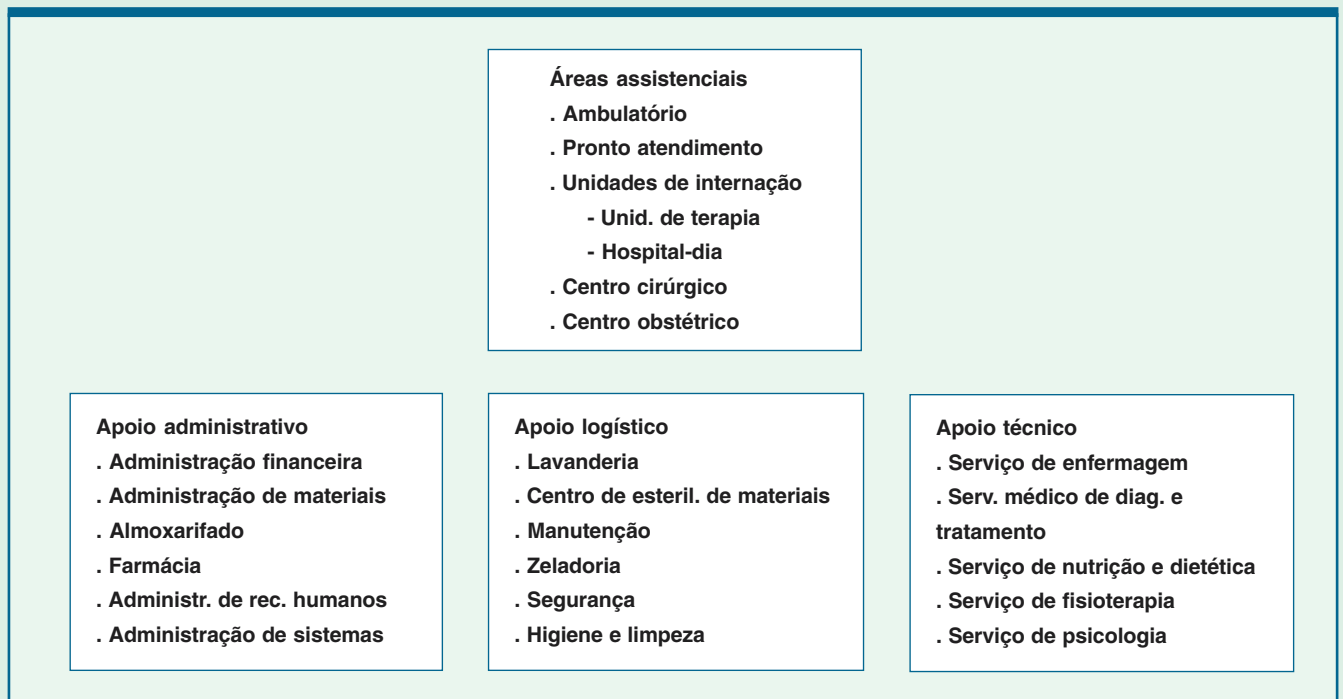 Áreas assistenciais
. Ambulatório
. Pronto atendimento
. Unidades de internação
- Unid. de terapia
- Hospital-dia
. Centro cirúrgico
. Centro obstétrico
Apoio administrativo
. Administração financeira
. Administração de materiais
. Almoxarifado
. Farmácia
. Administr. de rec. humanos
. Administração de sistemas
Apoio logístico
. Lavanderia
. Centro de esteril. de materiais
. Manutenção
. Zeladoria
. Segurança
. Higiene e limpeza
Apoio técnico
. Serviço de enfermagem
. Serv. médico de diag. e
tratamento
. Serviço de nutrição e dietética
. Serviço de fisioterapia
. Serviço de psicologia